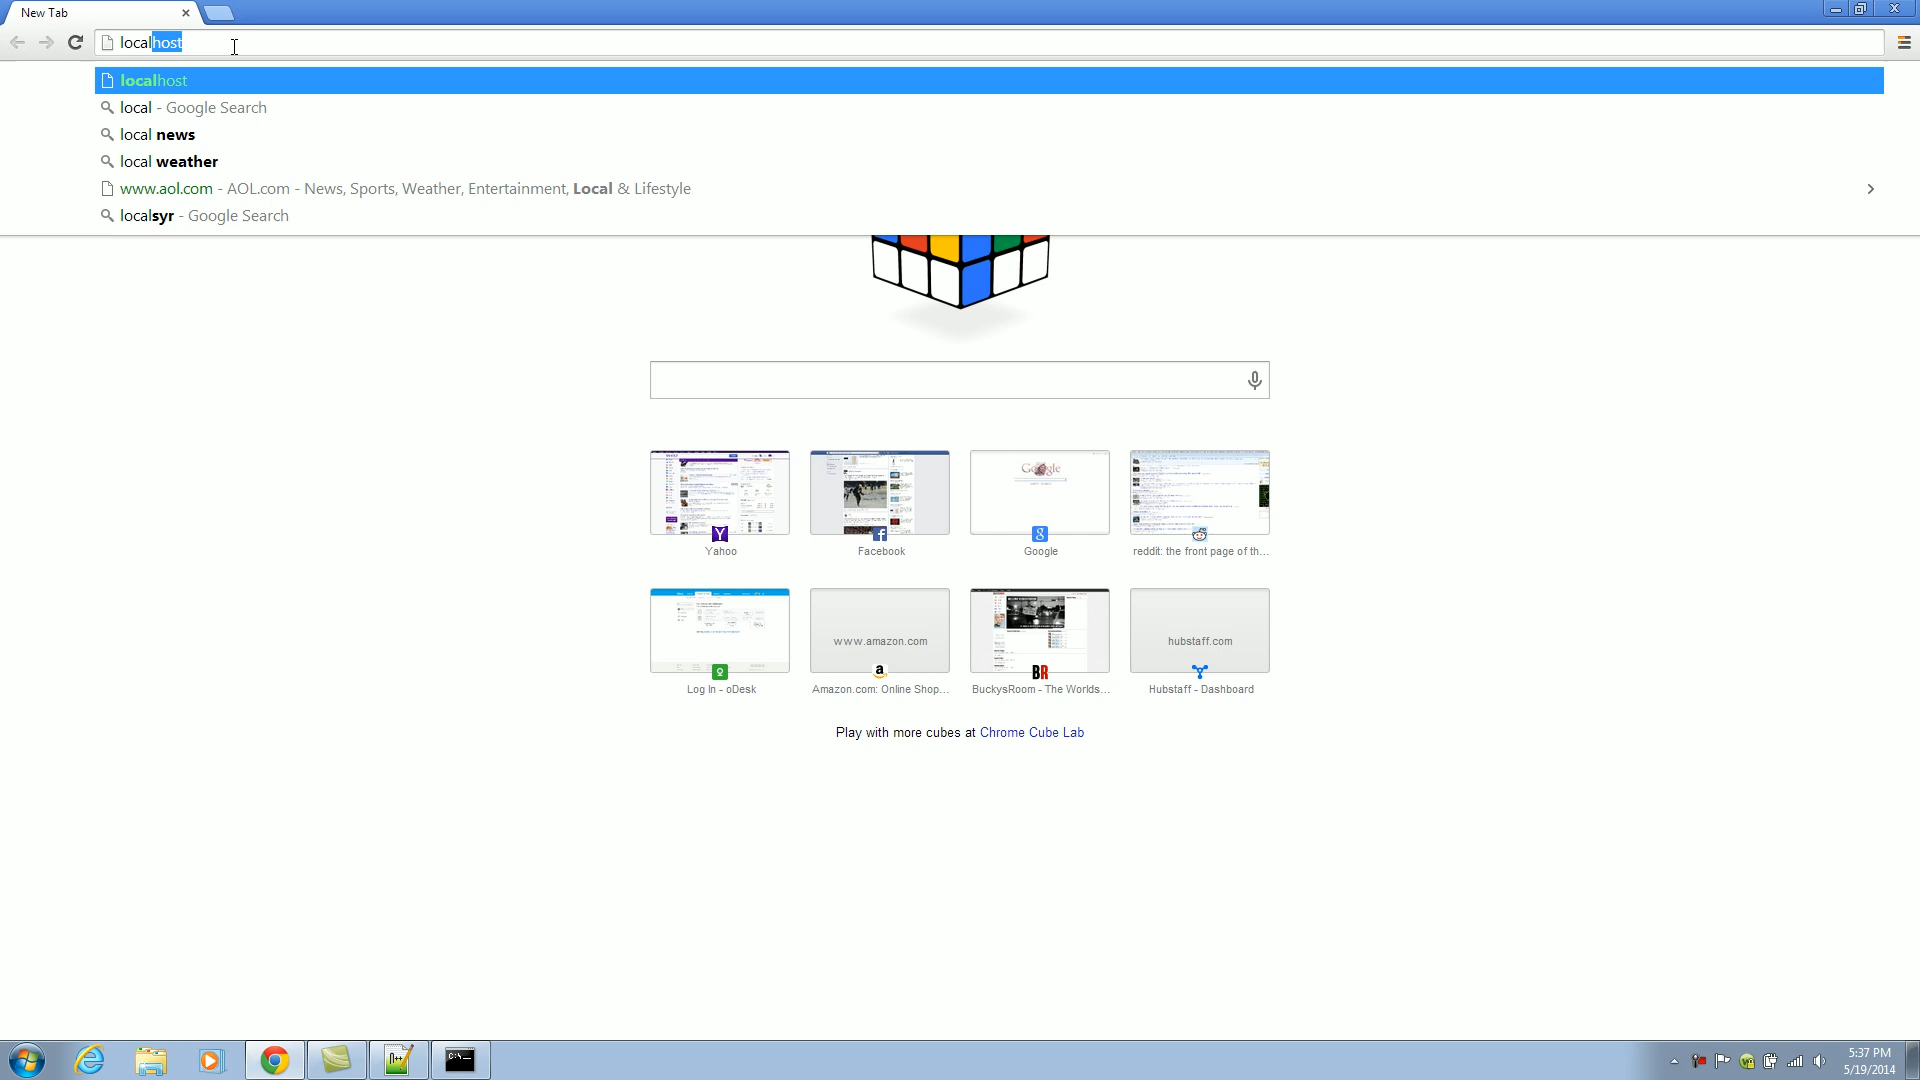 New Tab
localhost
localhost
local - Google Search
local news
local weather
www.aol.com - AOL.com - News, Sports, Weather, Entertainment, Local & Lifestyle
localsyr - Google Search
Google
Yahoo
Facebook
Google
reddit: the front page of th...
www.amazon.com
hubstaff.com
Log In - oDesk
Amazon.com: Online Shop...
BR
BuckysRoom - The Worlds...
Hubstaff - Dashboard
Play with more cubes at Chrome Cube Lab
5:37 PM
5/19/2014